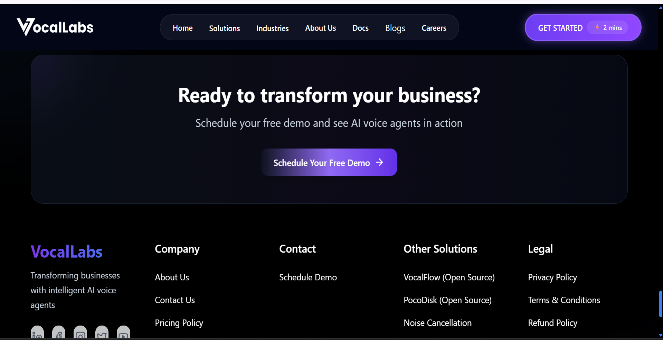 VocalLabs
Home Solutions Industries About Us Docs Blogs Careers
GET STARTED 2 mins
Ready to transform your business?
Schedule your free demo and see AI voice agents in action
Schedule Your Free Demo →
VocalLabs
Transforming businesses
with intelligent AI voice
agents
Company
About Us
Contact Us
Pricing Policy
Contact
Schedule Demo
Other Solutions
VocalFlow (Open Source)
PocoDisk (Open Source)
Noise Cancellation
Legal
Privacy Policy
Terms & Conditions
Refund Policy